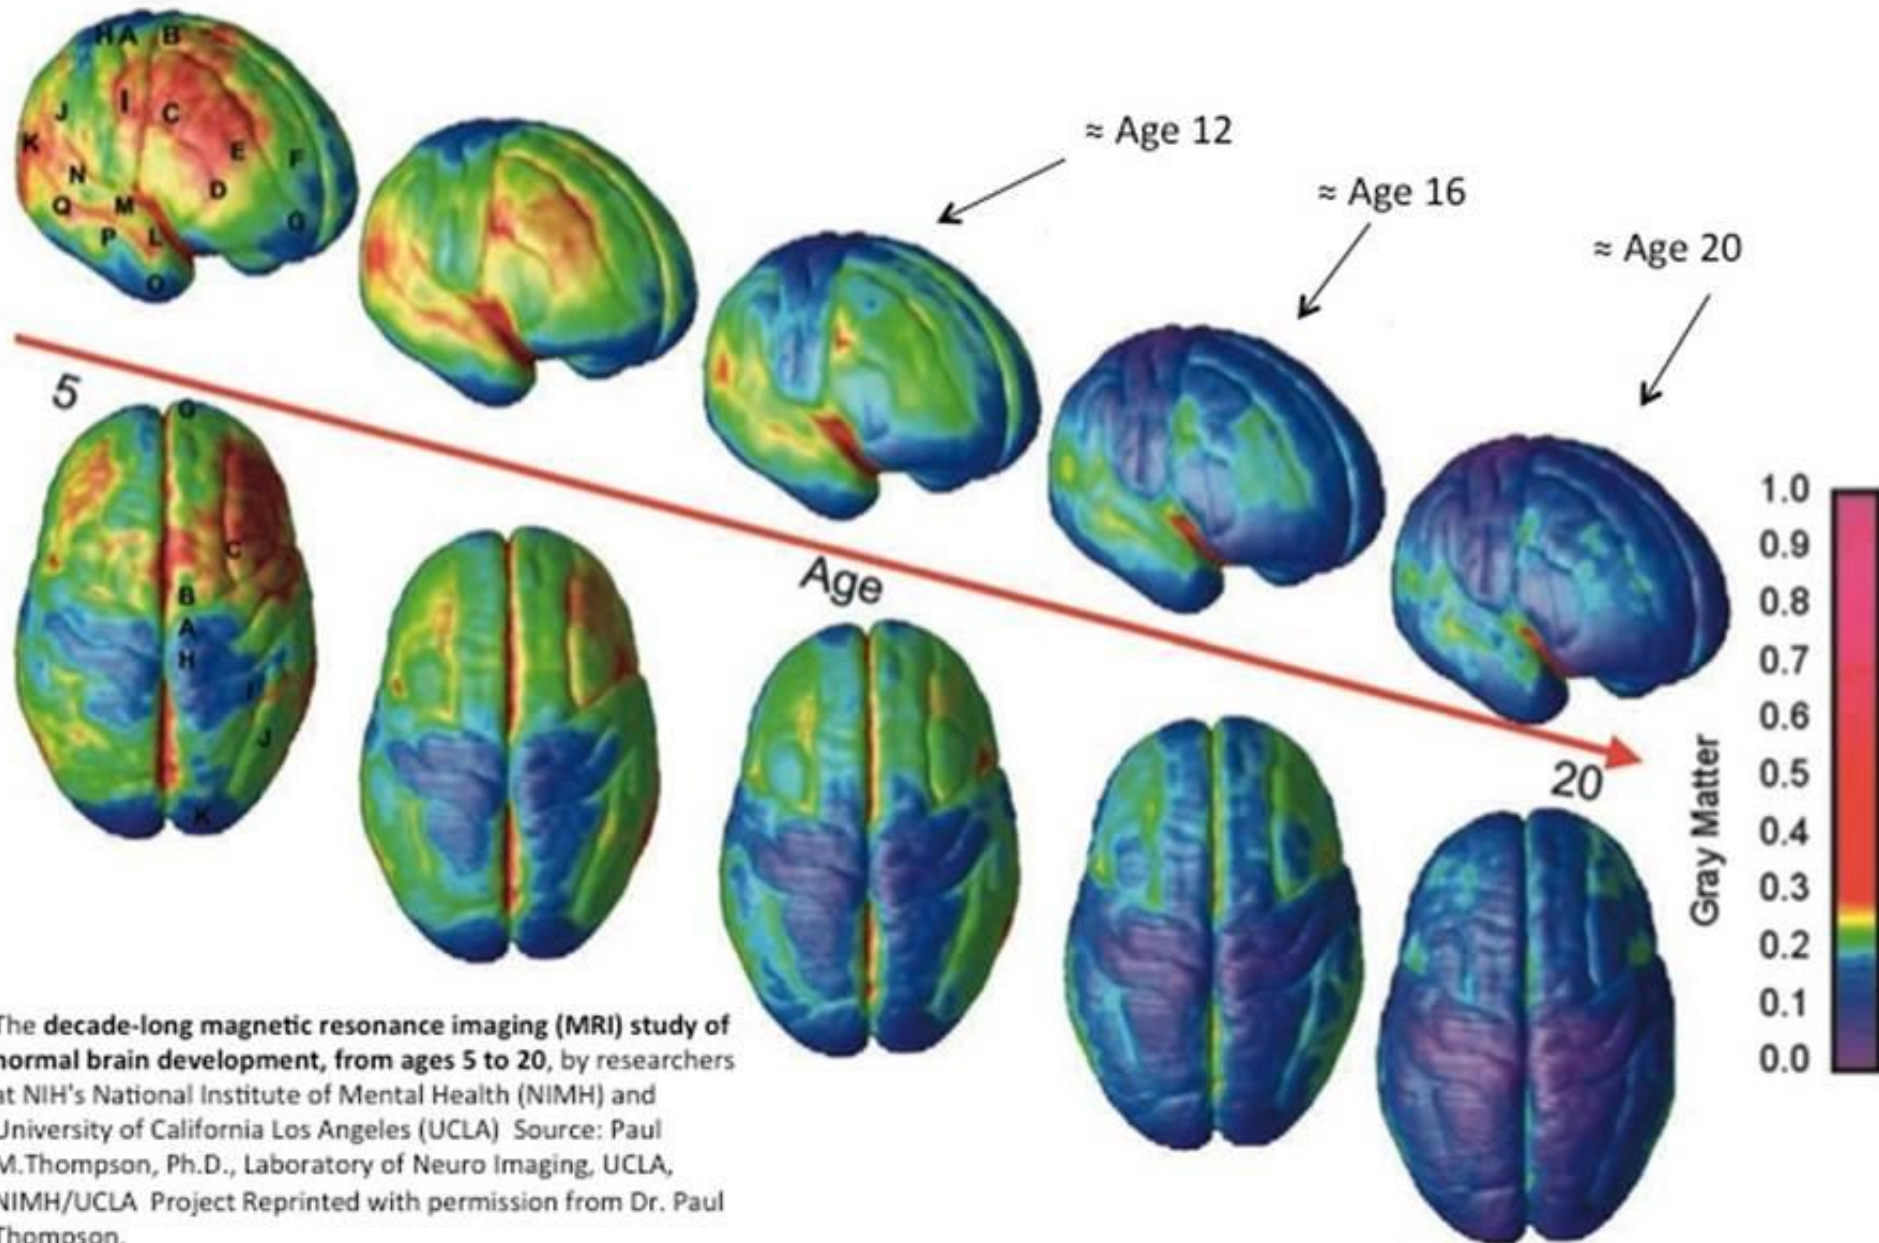 H A B
I C
J
K
E
F
N
D
Q M
G
P L
O
≈ Age 12
≈ Age 16
≈ Age 20
5
Age
20
G
C
B
A
H
I
J
K
1.0
0.9
0.8
0.7
0.6
0.5
0.4
0.3
0.2
0.1
0.0
Gray Matter
The decade-long magnetic resonance imaging (MRI) study of
normal brain development, from ages 5 to 20, by researchers
at NIH's National Institute of Mental Health (NIMH) and
University of California Los Angeles (UCLA) Source: Paul
M.Thompson, Ph.D., Laboratory of Neuro Imaging, UCLA,
NIMH/UCLA Project Reprinted with permission from Dr. Paul
Thompson.